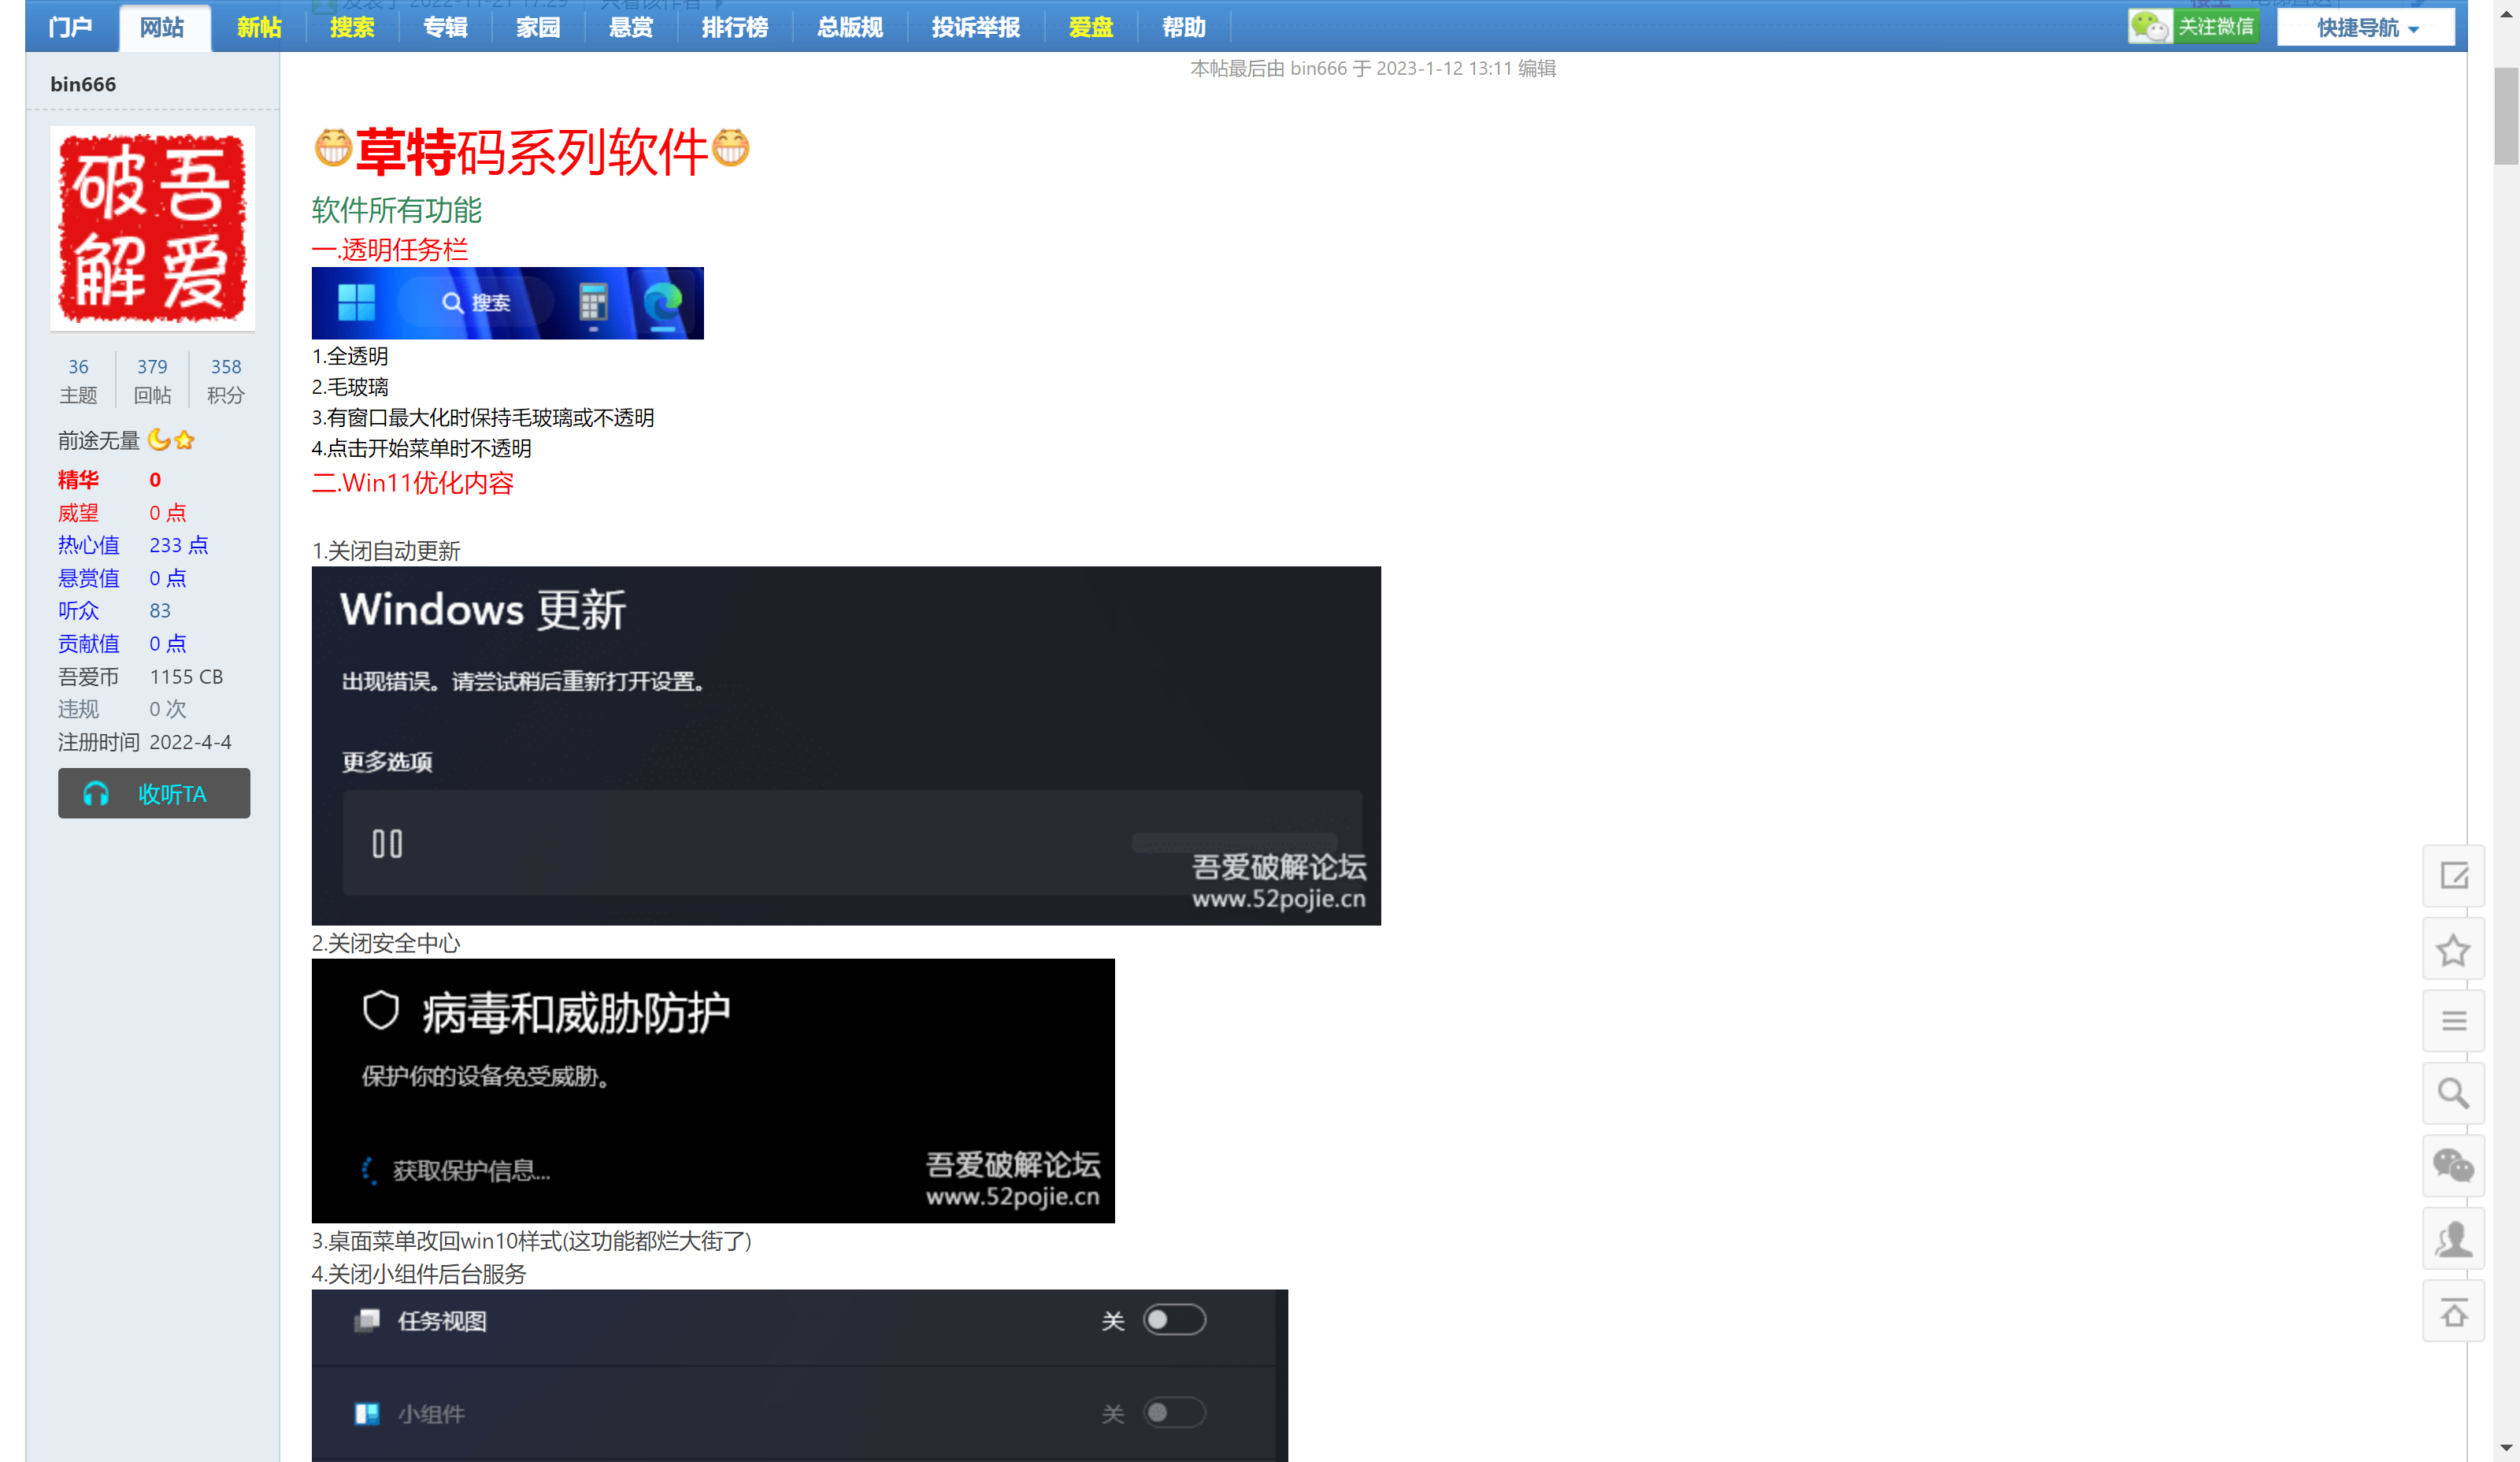 门户 网站 新帖 搜索 专辑 家园 悬赏 排行榜 总版规 投诉举报 爱盘 帮助 关注微信 快捷导航
bin666
本帖最后由 bin666 于 2023-1-12 13:11 编辑
破吾
解爱
36 379 358
主题 回帖 积分
前途无量
精华 0
威望 0 点
热心值 233 点
悬赏值 0 点
听众 83
贡献值 0 点
吾爱币 1155 CB
违规 0 次
注册时间 2022-4-4
收听TA
草特码系列软件
软件所有功能
一.透明任务栏
搜索
1.全透明
2.毛玻璃
3.有窗口最大化时保持毛玻璃或不透明
4.点击开始菜单时不透明
二.Win11优化内容
1.关闭自动更新
Windows 更新
出现错误。请尝试稍后重新打开设置。
更多选项
吾爱破解论坛
www.52pojie.cn
2.关闭安全中心
病毒和威胁防护
保护你的设备免受威胁。
获取保护信息...
吾爱破解论坛
www.52pojie.cn
3.桌面菜单改回win10样式(这功能都烂大街了)
4.关闭小组件后台服务
任务视图 关
小组件 关